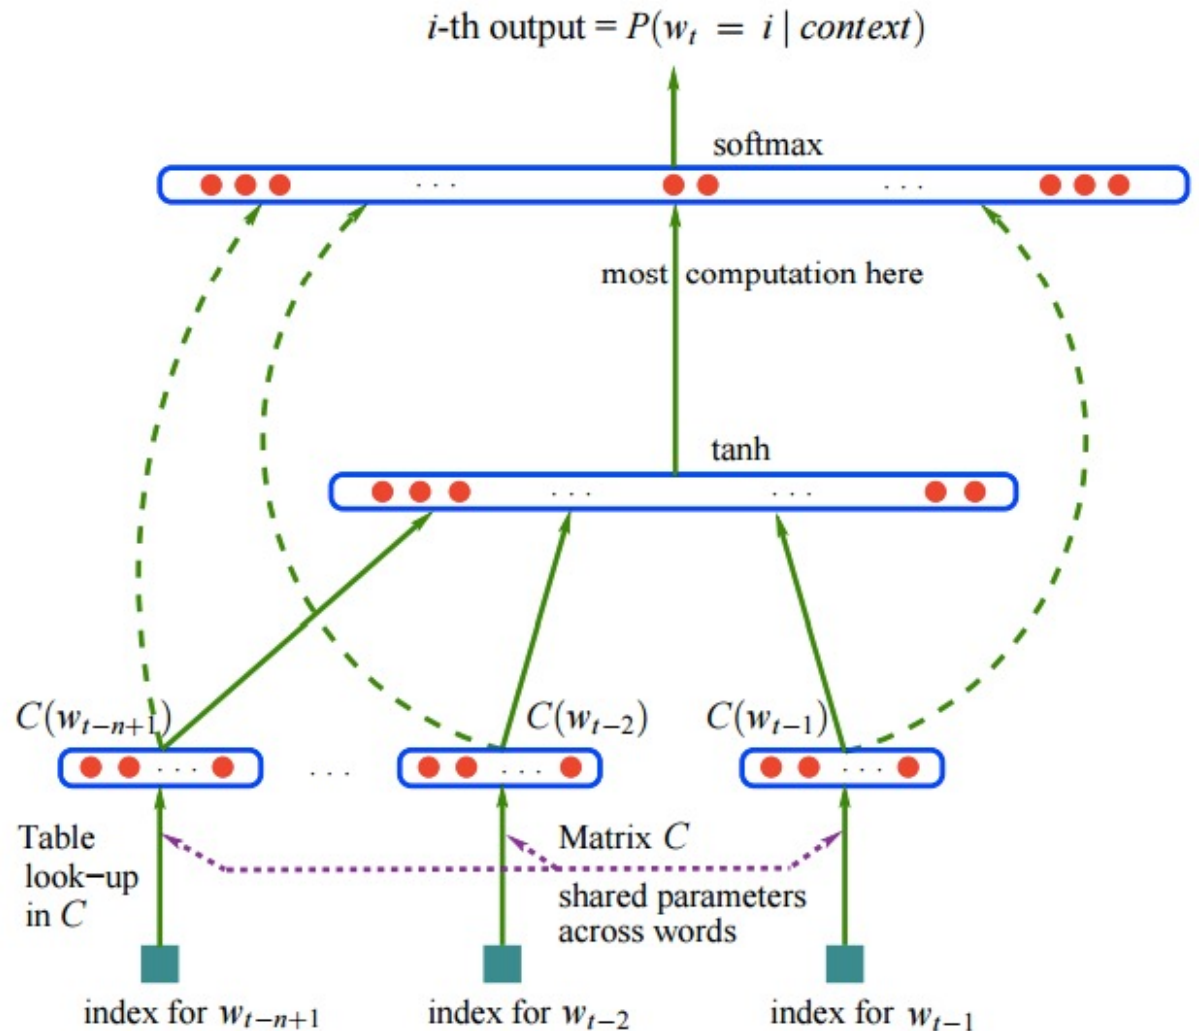 i-th output = P(w_t = i | context)
softmax
. . .
. . .
most computation here
tanh
. . .
. . .
C(w_{t−n+1})
C(w_{t−2})
C(w_{t−1})
. . .
. . .
. . .
. . .
Table
look−up
in C
Matrix C
shared parameters
across words
index for w_{t−n+1}
index for w_{t−2}
index for w_{t−1}